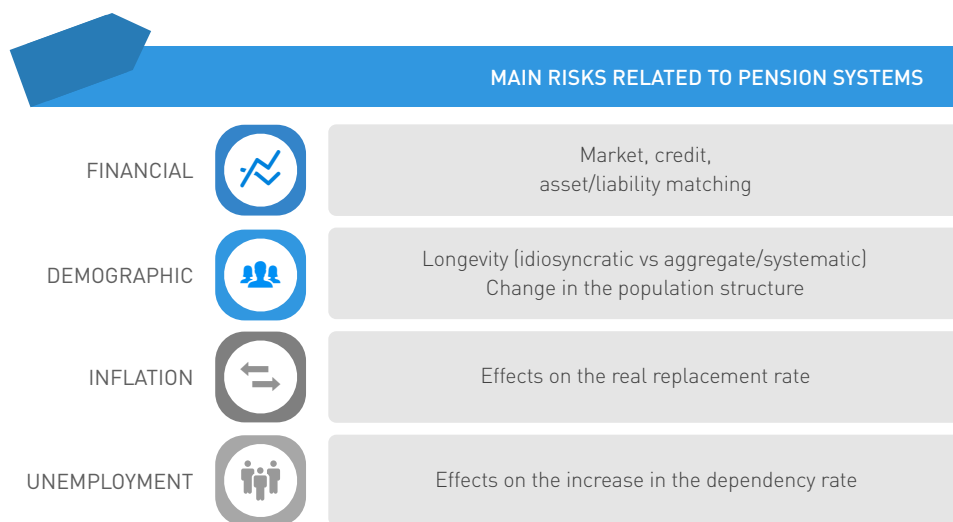 MAIN RISKS RELATED TO PENSION SYSTEMS
FINANCIAL
Market, credit,
asset/liability matching
DEMOGRAPHIC
Longevity (idiosyncratic vs aggregate/systematic)
Change in the population structure
INFLATION
Effects on the real replacement rate
UNEMPLOYMENT
Effects on the increase in the dependency rate